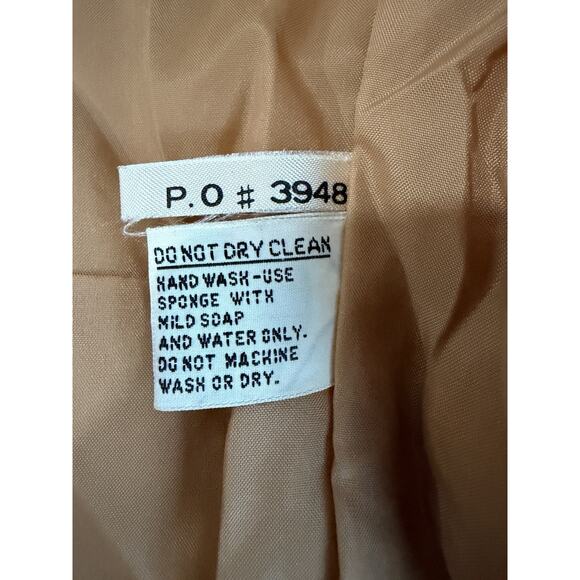 P.O # 3948
DO NOT DRY CLEAN
HAND WASH-USE
SPONGE WITH
MILD SOAP
AND WATER ONLY.
DO NOT MACHINE
WASH OR DRY.